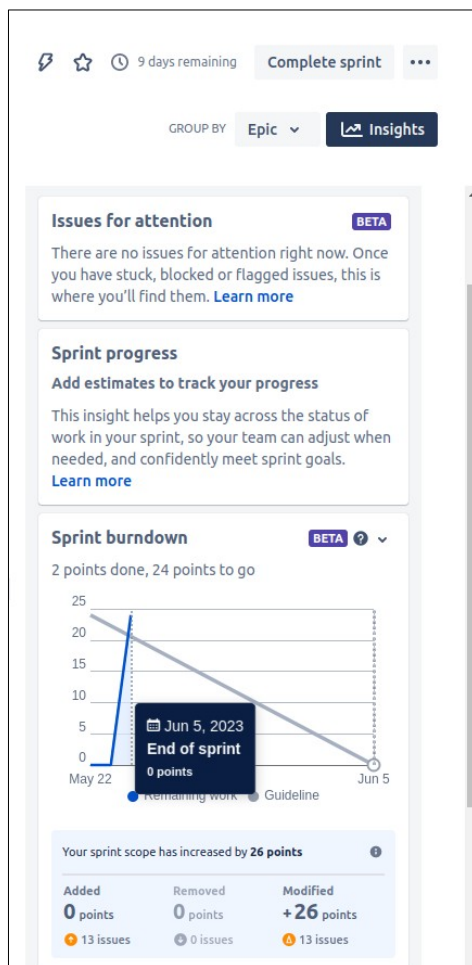 9 days remaining Complete sprint •••
GROUP BY Epic Insights
Issues for attention BETA
There are no issues for attention right now. Once
you have stuck, blocked or flagged issues, this is
where you'll find them. Learn more
Sprint progress
Add estimates to track your progress
This insight helps you stay across the status of
work in your sprint, so your team can adjust when
needed, and confidently meet sprint goals.
Learn more
Sprint burndown BETA ?
2 points done, 24 points to go
25
20
15
10
5
0
Jun 5, 2023
End of sprint
0 points
May 22 Jun 5
Remaining work Guideline
Your sprint scope has increased by 26 points
Added Removed Modified
0 points 0 points +26 points
13 issues 0 issues 13 issues